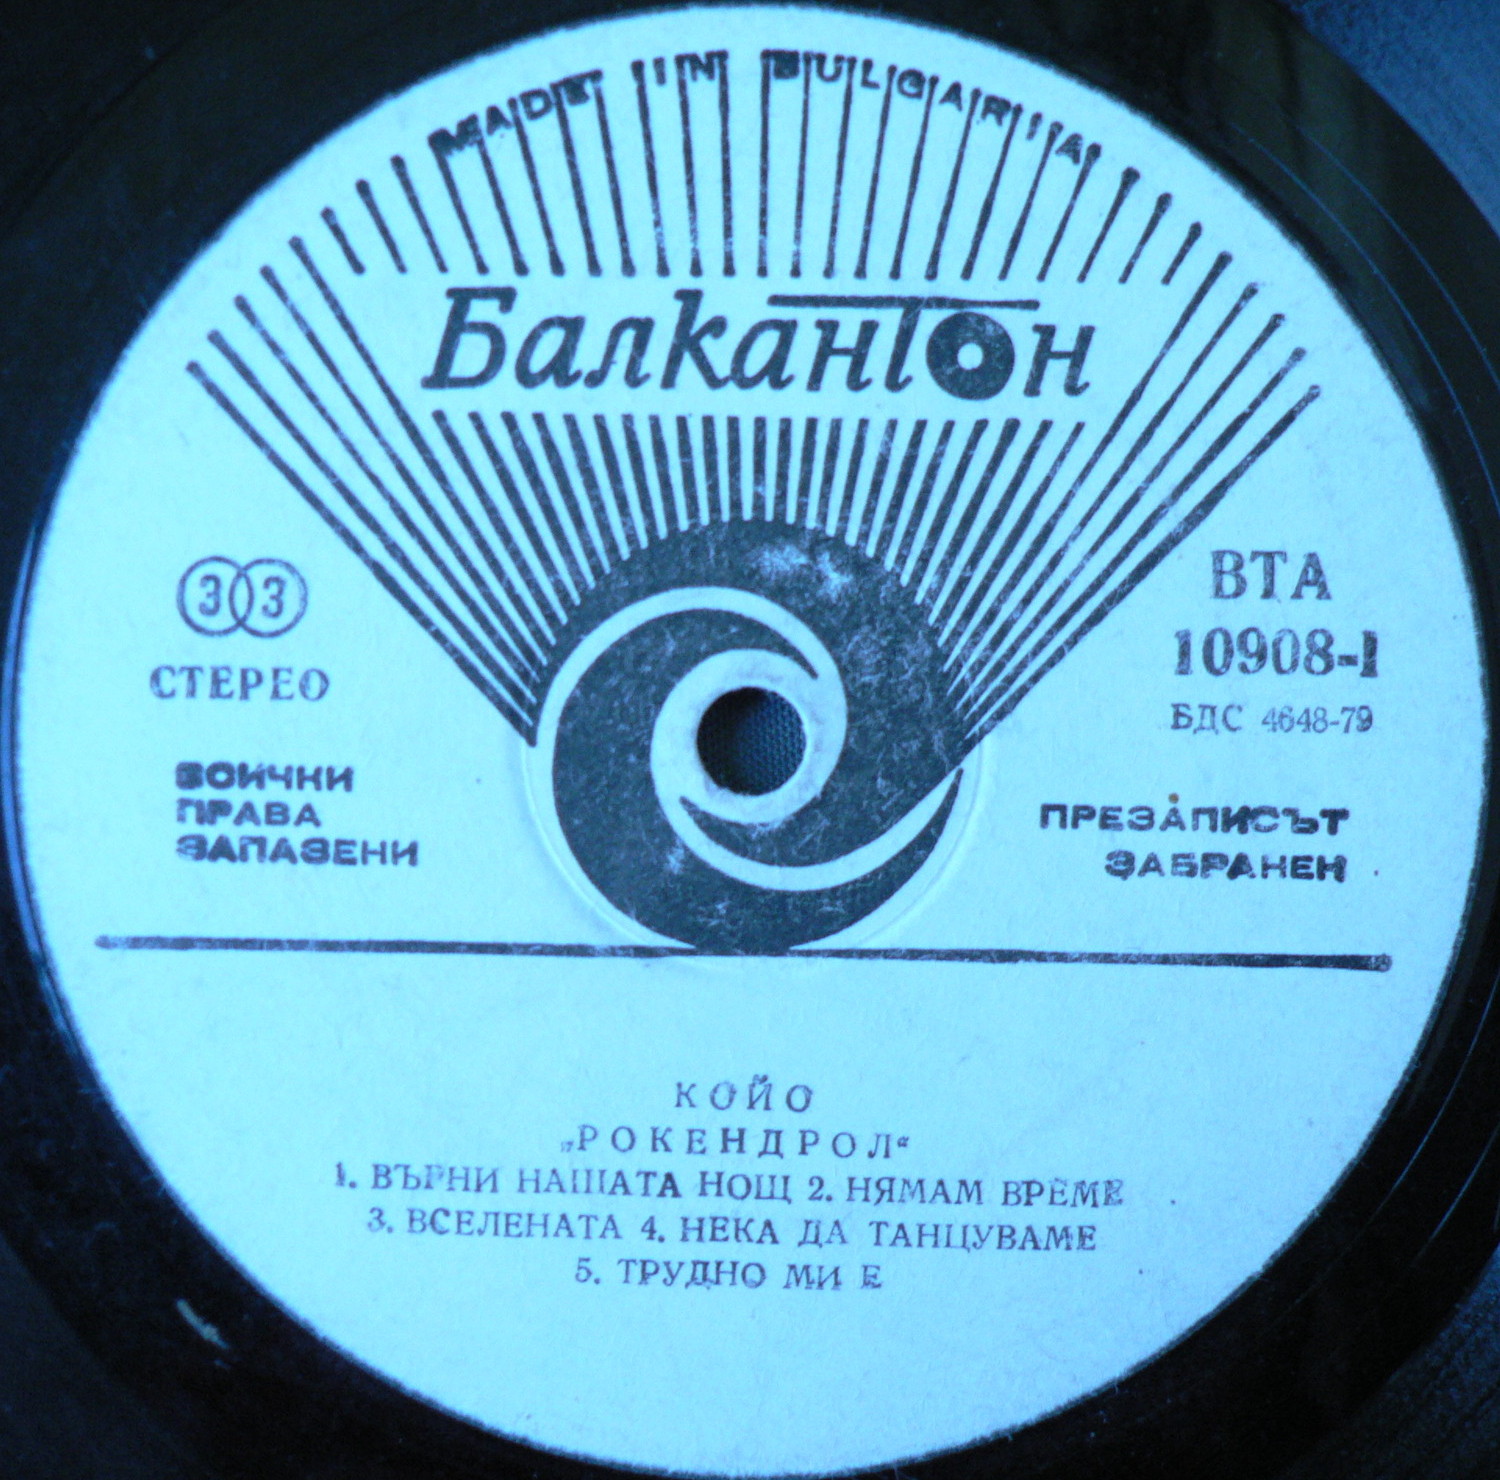 MADE IN BULGARIA
Балкантон
33
СТЕРЕО
ВТА
10908-I
БДС 4648-79
ВСИЧКИ
ПРАВА
ЗАПАЗЕНИ
ПРЕЗАПИСЪТ
ЗАБРАНЕН
КОЙО
„РОКЕНДРОЛ“
1. ВЪРНИ НАШАТА НОЩ 2. НЯМАМ ВРЕМЕ
3. ВСЕЛЕНАТА 4. НЕКА ДА ТАНЦУВАМЕ
5. ТРУДНО МИ Е